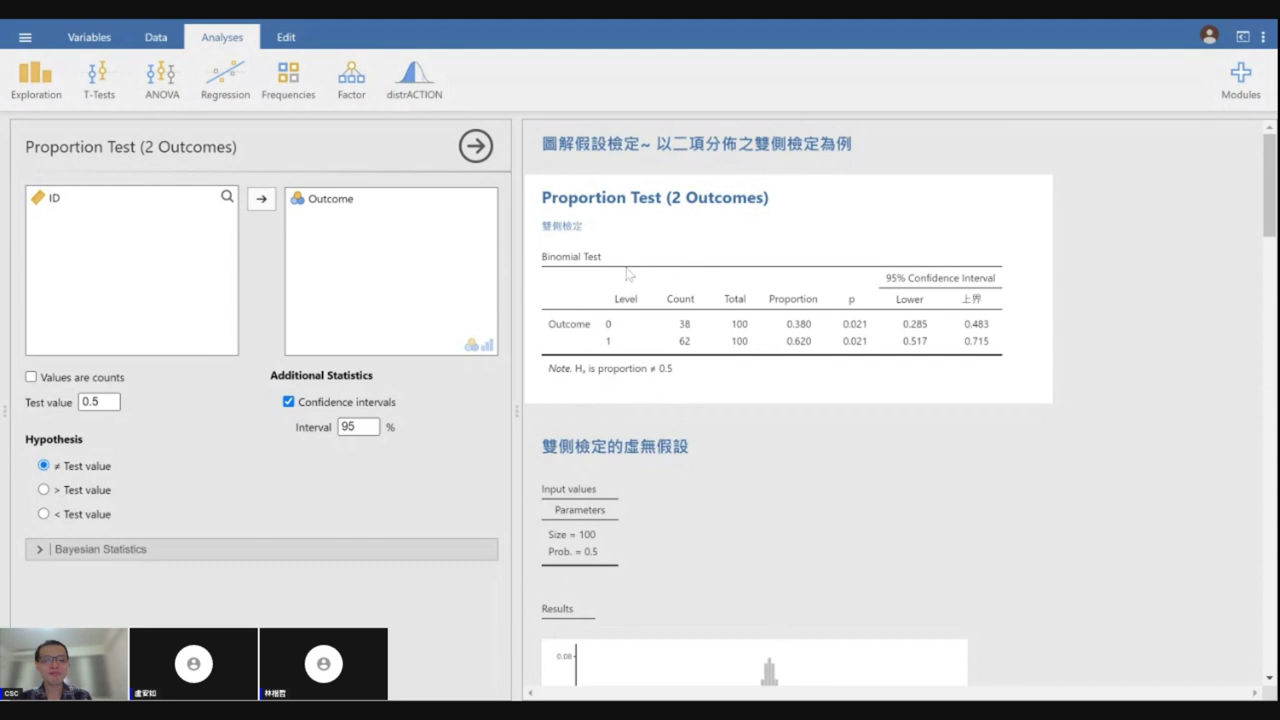 Variables Data Analyses Edit
Exploration T-Tests ANOVA Regression Frequencies Factor distrACTION Modules
Proportion Test (2 Outcomes)
ID
Outcome
Values are counts
Test value 0.5
Hypothesis
≠ Test value
> Test value
< Test value
Additional Statistics
Confidence intervals
Interval 95 %
Bayesian Statistics
圖解假設檢定~ 以二項分佈之雙側檢定為例
Proportion Test (2 Outcomes)
雙側檢定
Binomial Test
95% Confidence Interval
Level Count Total Proportion p Lower 上界
Outcome 0 38 100 0.380 0.021 0.285 0.483
1 62 100 0.620 0.021 0.517 0.715
Note. Hₐ is proportion ≠ 0.5
雙側檢定的虛無假設
Input values
Parameters
Size = 100
Prob. = 0.5
Results
0.08
CSC
盧安如